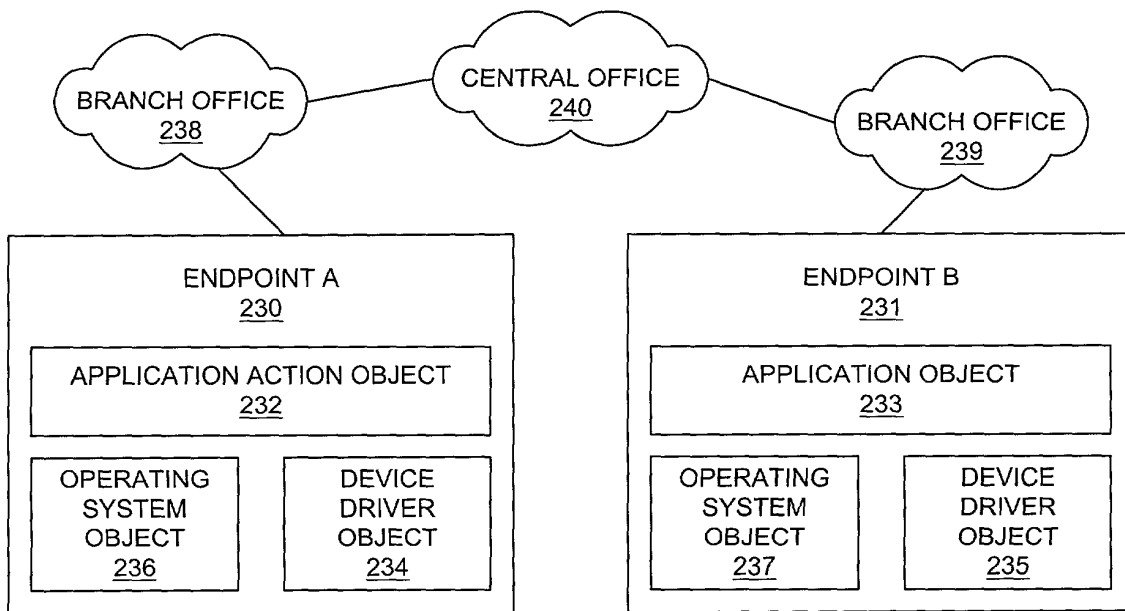 BRANCH OFFICE
238
CENTRAL OFFICE
240
BRANCH OFFICE
239
ENDPOINT A
230
APPLICATION ACTION OBJECT
232
OPERATING
SYSTEM
OBJECT
236
DEVICE
DRIVER
OBJECT
234
ENDPOINT B
231
APPLICATION OBJECT
233
OPERATING
SYSTEM
OBJECT
237
DEVICE
DRIVER
OBJECT
235